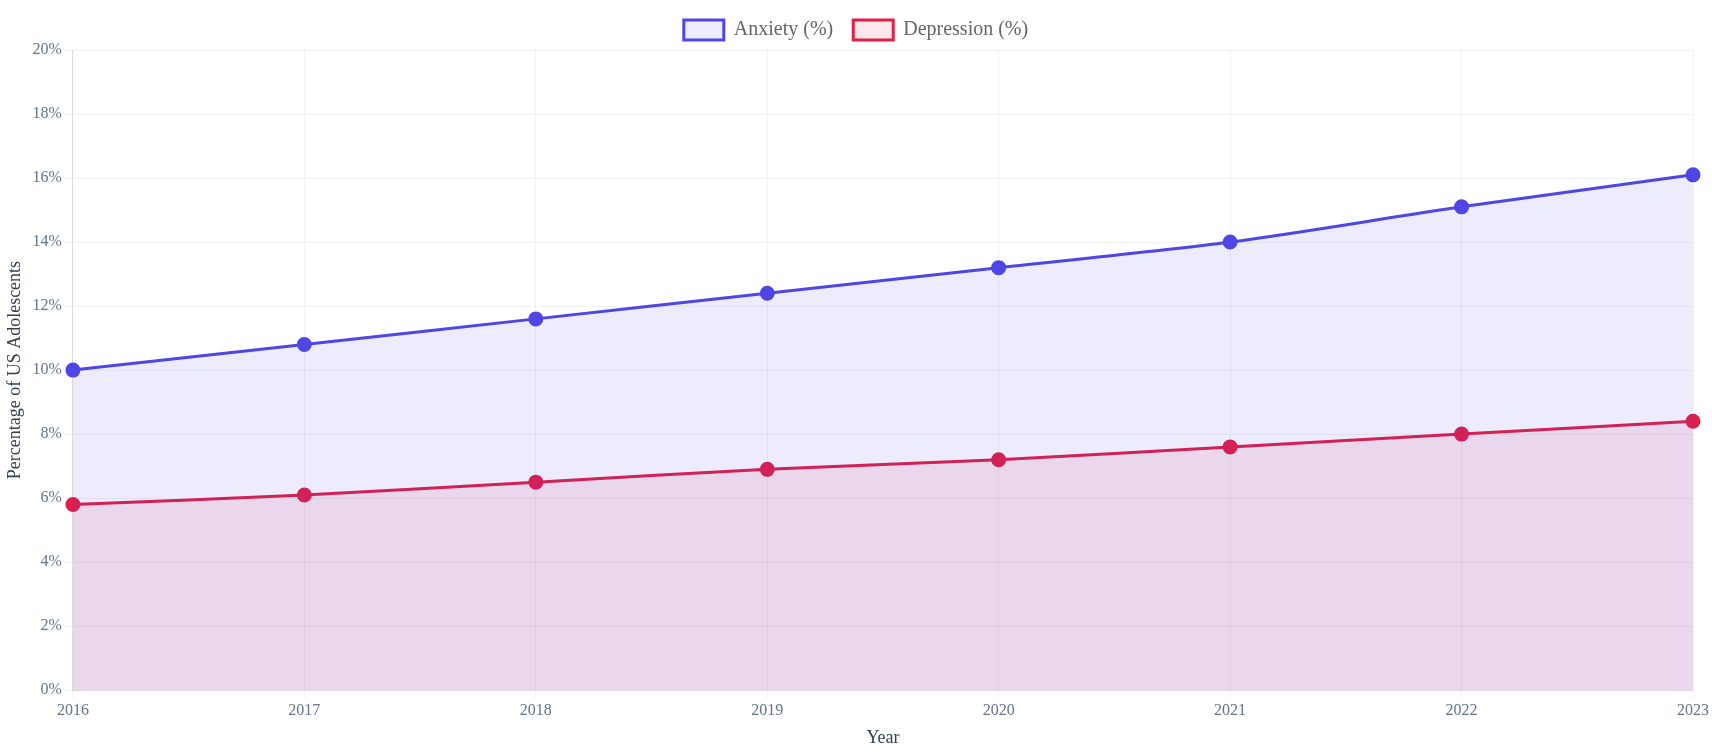 Anxiety (%) Depression (%)
20%
18%
16%
14%
12%
10%
8%
6%
4%
2%
0%
Percentage of US Adolescents
2016 2017 2018 2019 2020 2021 2022 2023
Year